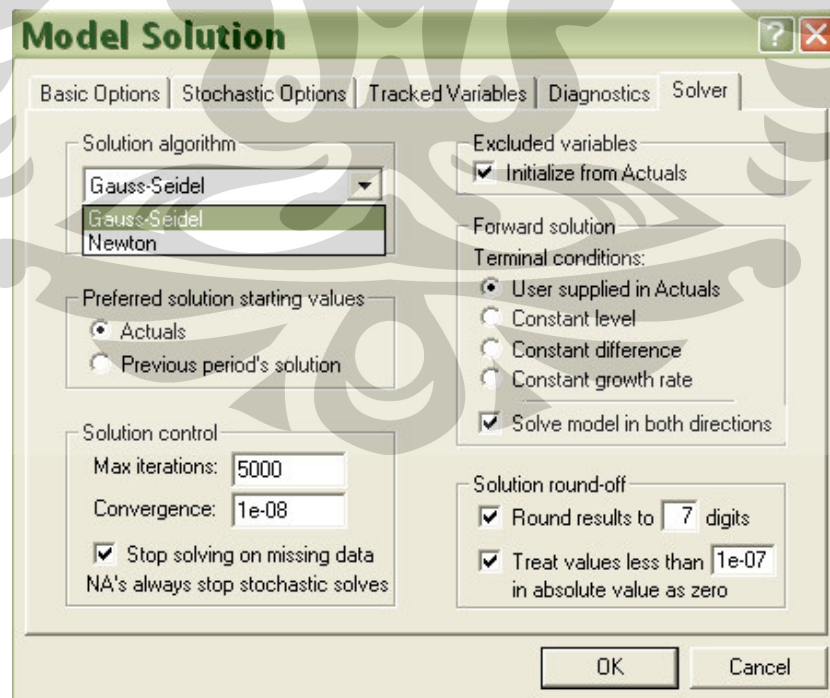 Model Solution
Basic Options
Stochastic Options
Tracked Variables
Diagnostics
Solver
Solution algorithm
Gauss-Seidel
Gauss-Seidel
Newton
Preferred solution starting values
Actuals
Previous period's solution
Solution control
Max iterations: 5000
Convergence: 1e-08
Stop solving on missing data
NA's always stop stochastic solves
Excluded variables
Initialize from Actuals
Forward solution
Terminal conditions:
User supplied in Actuals
Constant level
Constant difference
Constant growth rate
Solve model in both directions
Solution round-off
Round results to 7 digits
Treat values less than 1e-07
in absolute value as zero
OK
Cancel